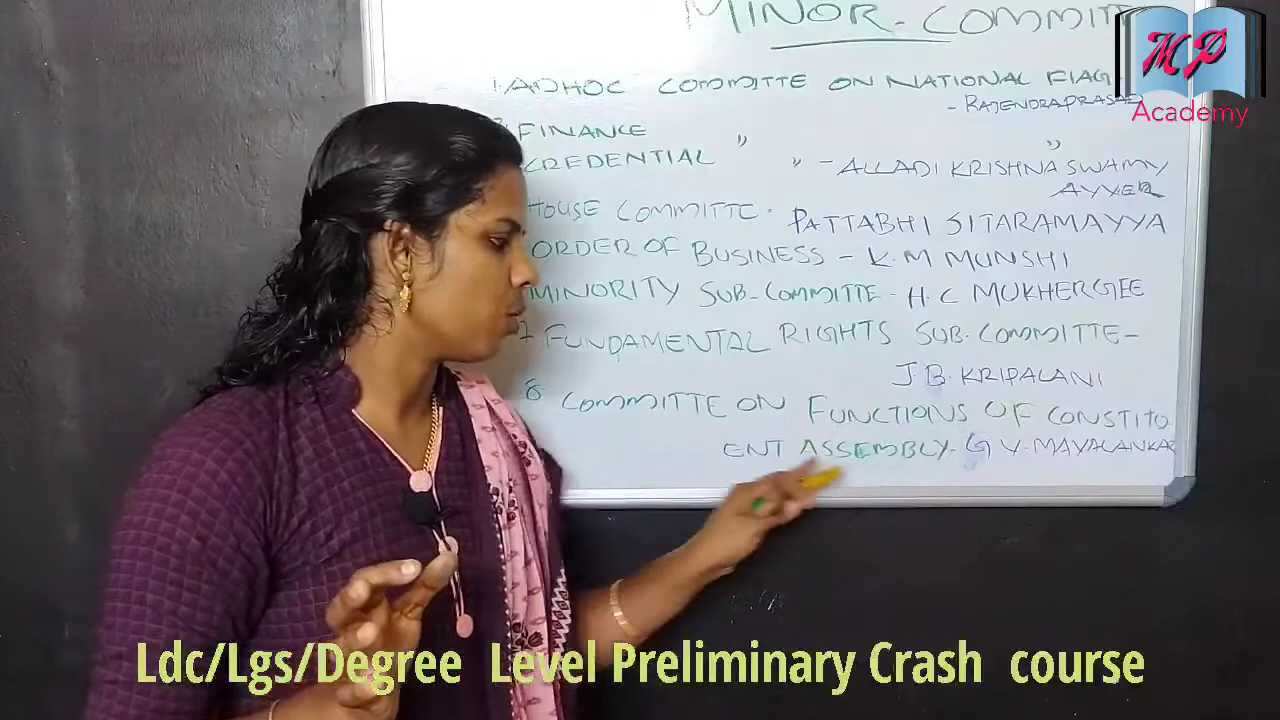 MINOR - COMMITT
MP
Academy
1. ADHOC COMMITTE ON NATIONAL FLAG
- RAJENDRAPRASAD
FINANCE " "
CREDENTIAL " - ALLADI KRISHNA SWAMY
AYYER
HOUSE COMMITTE - PATTABHI SITARAMAYYA
ORDER OF BUSINESS - K.M MUNSHI
MINORITY SUB-COMMITTE - H.C MUKHERGEE
7 FUNDAMENTAL RIGHTS SUB-COMMITTE -
J B. KRIPALANI
8. COMMITTE ON FUNCTIONS OF CONSTITU
ENT ASSEMBLY - G V. MAVALANKAR
Ldc/Lgs/Degree Level Preliminary Crash course